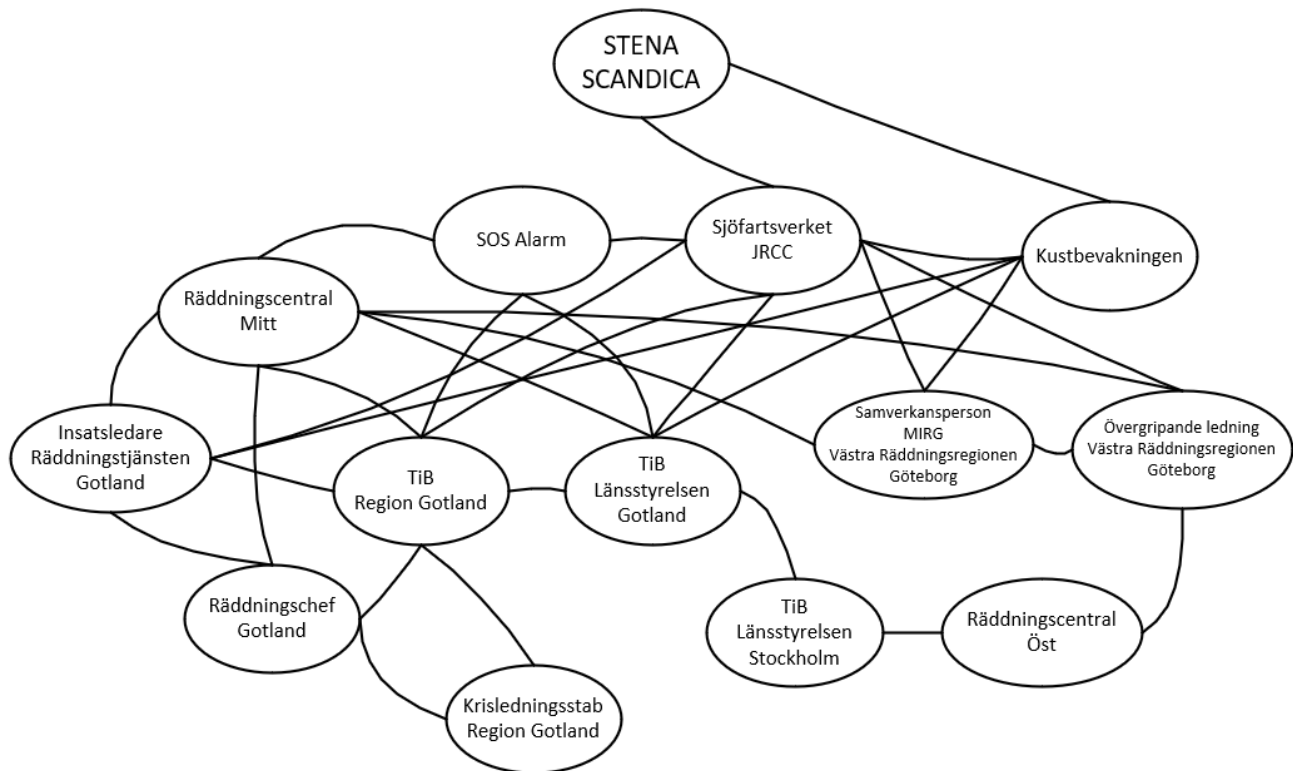 STENA
SCANDICA
SOS Alarm
Sjöfartsverket
JRCC
Kustbevakningen
Räddningscentral
Mitt
Insatsledare
Räddningstjänsten
Gotland
TiB
Region Gotland
TiB
Länsstyrelsen
Gotland
Samverkansperson
MIRG
Västra Räddningsregionen
Göteborg
Övergripande ledning
Västra Räddningsregionen
Göteborg
Räddningschef
Gotland
TiB
Länsstyrelsen
Stockholm
Räddningscentral
Öst
Krisledningsstab
Region Gotland